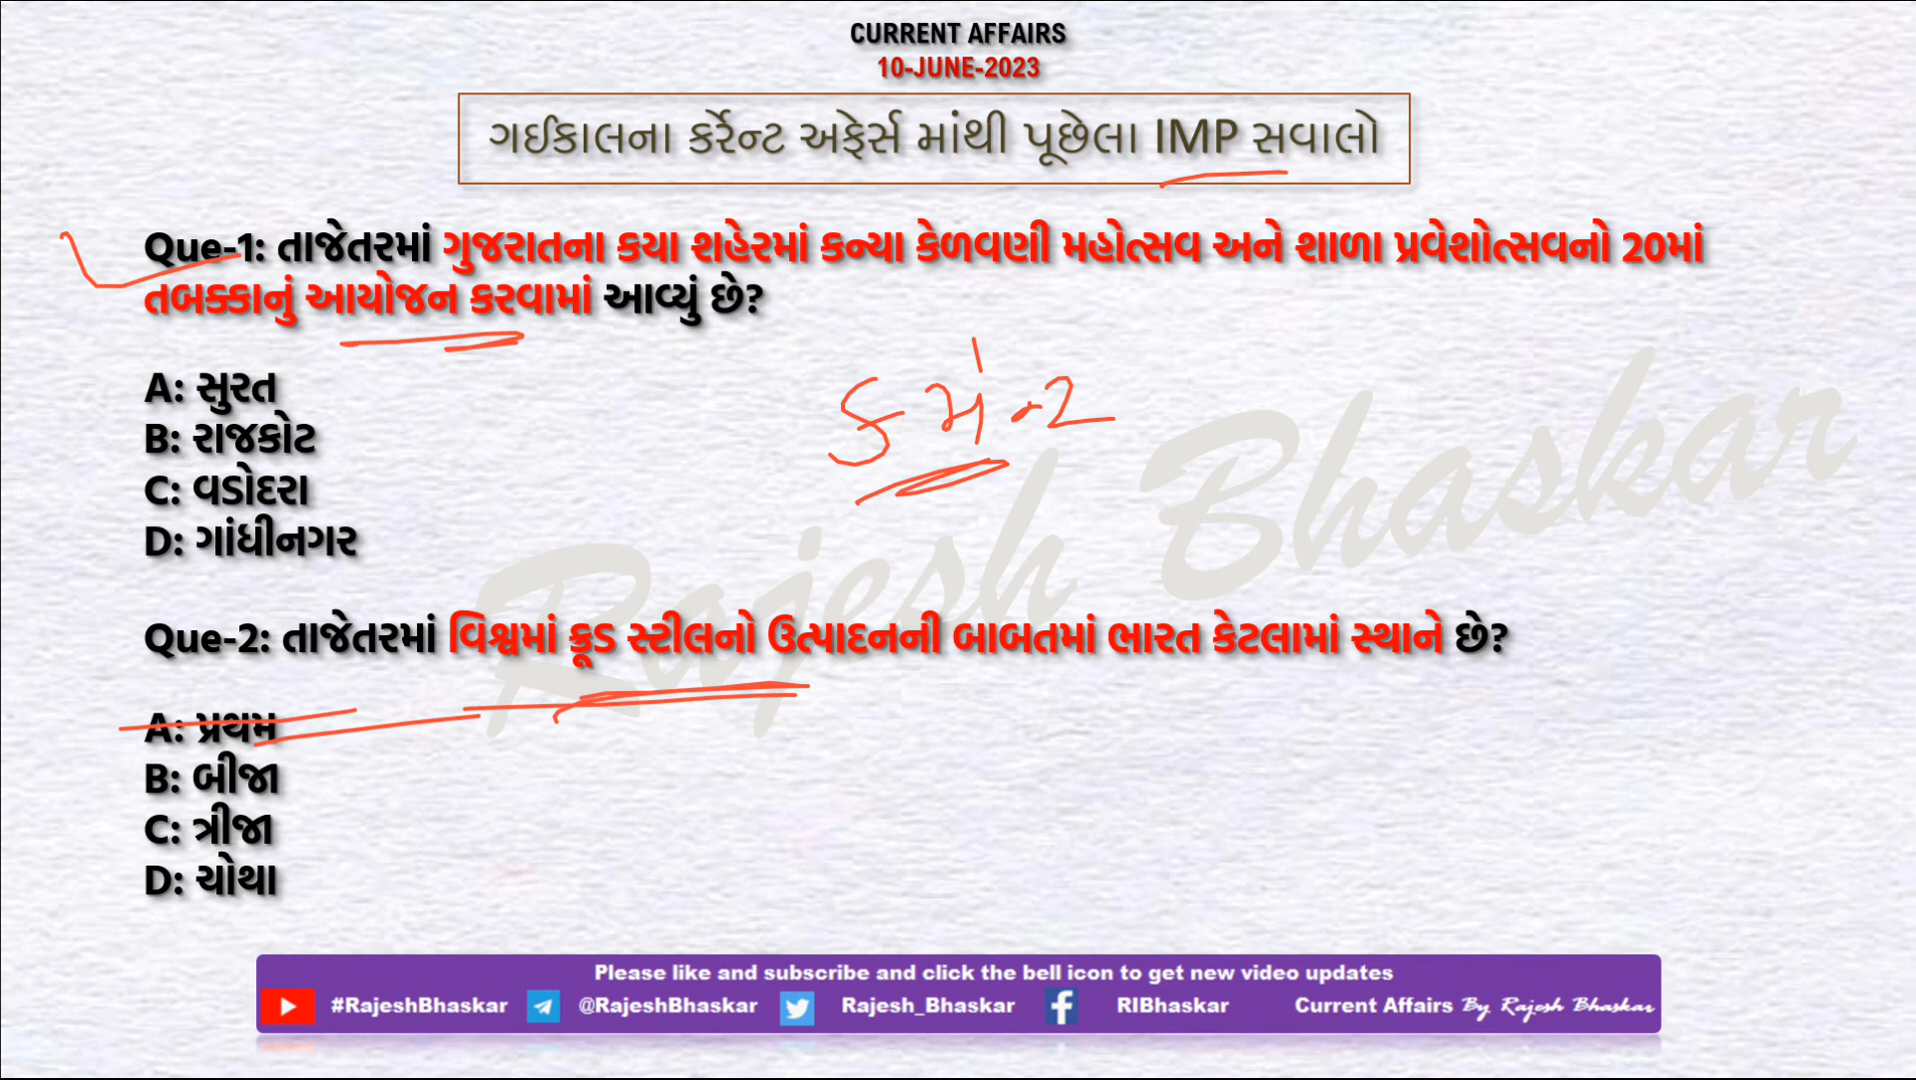 CURRENT AFFAIRS
10-JUNE-2023
ગઈકાલના કર્રેન્ટ અફેર્સ માંથી પૂછેલા IMP સવાલો
Que-1: તાજેતરમાં ગુજરાતના કયા શહેરમાં કન્યા કેળવણી મહોત્સવ અને શાળા પ્રવેશોત્સવનો 20માં
તબક્કાનું આયોજન કરવામાં આવ્યું છે?
A: સુરત
B: રાજકોટ
C: વડોદરા
D: ગાંધીનગર
Rajesh Bhaskar
Que-2: તાજેતરમાં વિશ્વમાં ક્રૂડ સ્ટીલનો ઉત્પાદનની બાબતમાં ભારત કેટલામાં સ્થાને છે?
A: પ્રથમ
B: બીજા
C: ત્રીજા
D: ચોથા
Please like and subscribe and click the bell icon to get new video updates
#RajeshBhaskar @RajeshBhaskar Rajesh_Bhaskar RIBhaskar Current Affairs By Rajesh Bhaskar